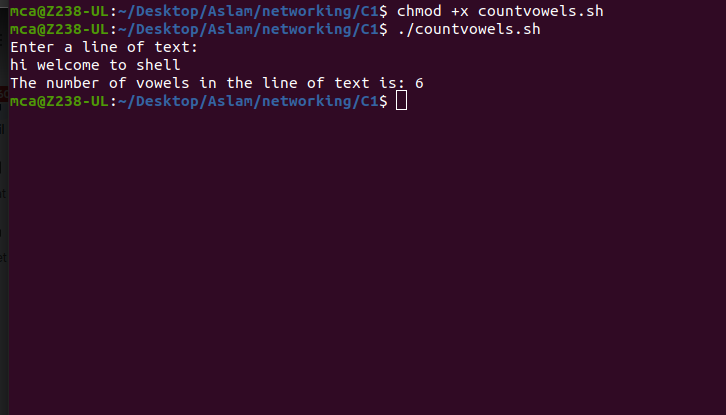 mca@Z238-UL:~/Desktop/Aslam/networking/C1$ chmod +x countvowels.sh
mca@Z238-UL:~/Desktop/Aslam/networking/C1$ ./countvowels.sh
Enter a line of text:
hi welcome to shell
The number of vowels in the line of text is: 6
mca@Z238-UL:~/Desktop/Aslam/networking/C1$